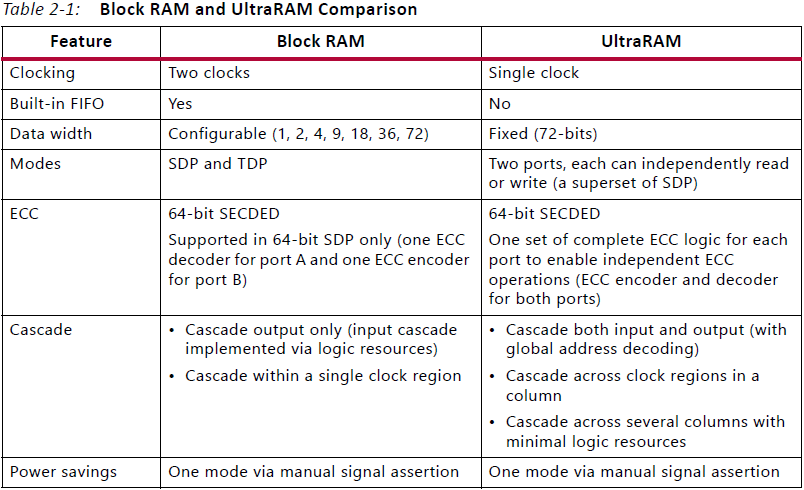 Table 2-1: Block RAM and UltraRAM Comparison
Feature Block RAM UltraRAM
Clocking Two clocks Single clock
Built-in FIFO Yes No
Data width Configurable (1, 2, 4, 9, 18, 36, 72) Fixed (72-bits)
Modes SDP and TDP Two ports, each can independently read
or write (a superset of SDP)
ECC 64-bit SECDED 64-bit SECDED
Supported in 64-bit SDP only (one ECC
decoder for port A and one ECC encoder
for port B)
One set of complete ECC logic for each
port to enable independent ECC
operations (ECC encoder and decoder
for both ports)
Cascade
• Cascade output only (input cascade
implemented via logic resources)
• Cascade within a single clock region
• Cascade both input and output (with
global address decoding)
• Cascade across clock regions in a
column
• Cascade across several columns with
minimal logic resources
Power savings One mode via manual signal assertion One mode via manual signal assertion